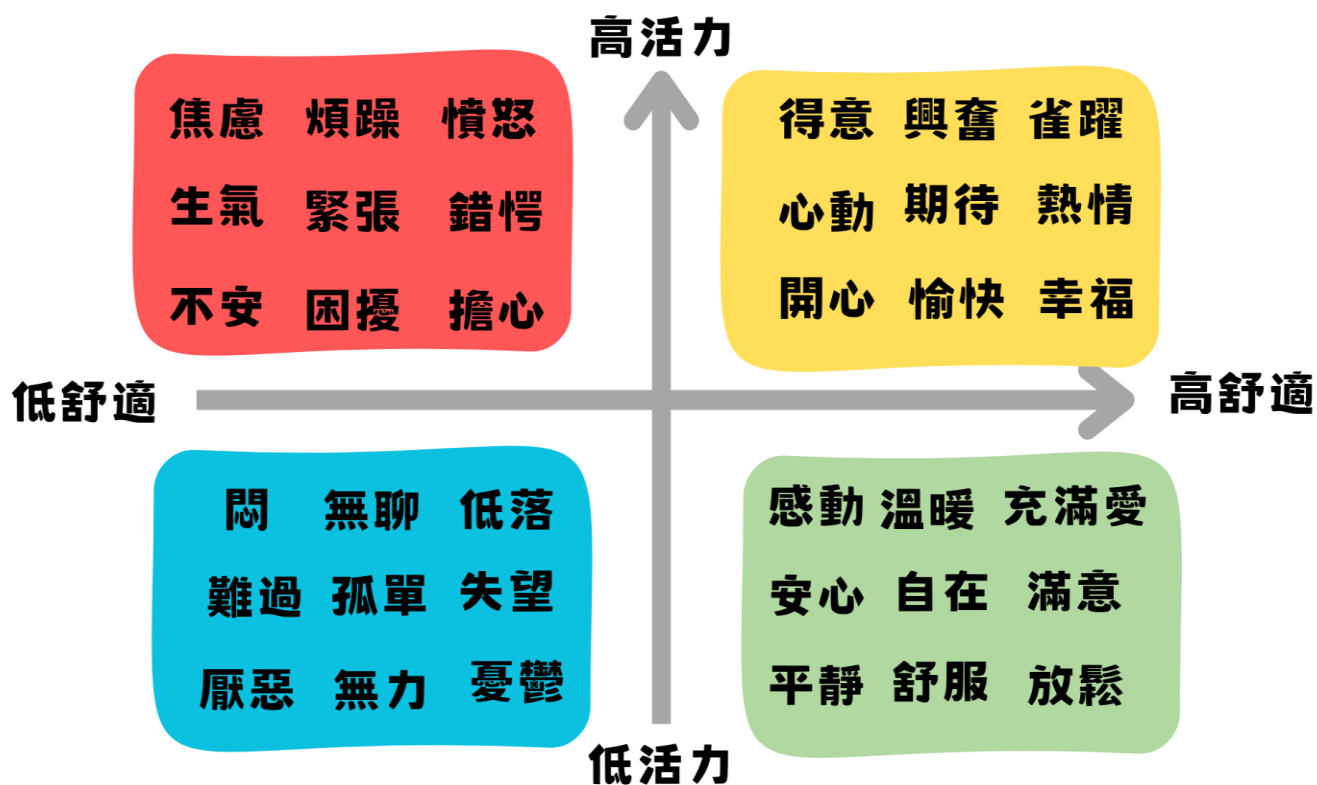 高活力
焦慮 煩躁 憤怒
生氣 緊張 錯愕
不安 困擾 擔心
得意 興奮 雀躍
心動 期待 熱情
開心 愉快 幸福
低舒適
高舒適
悶 無聊 低落
難過 孤單 失望
厭惡 無力 憂鬱
感動 溫暖 充滿愛
安心 自在 滿意
平靜 舒服 放鬆
低活力